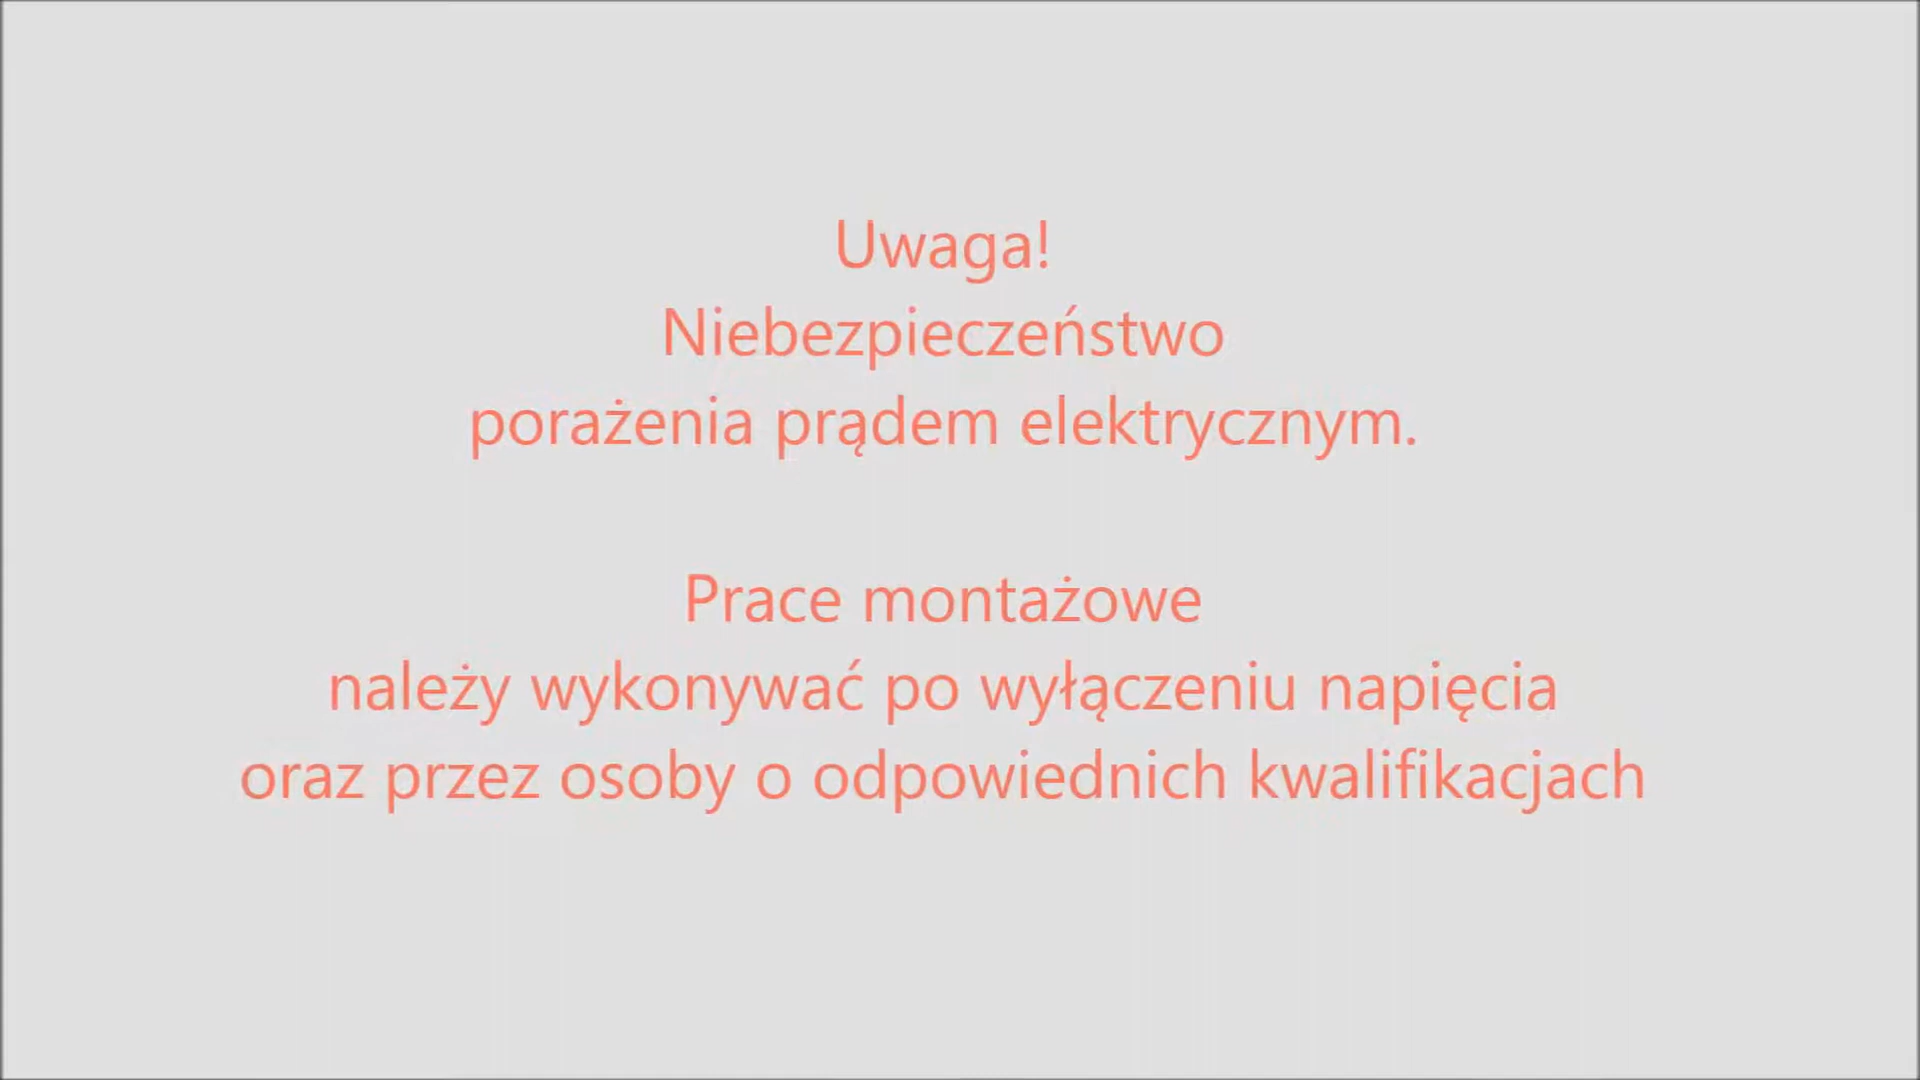 Uwaga!
Niebezpieczeństwo
porażenia prądem elektrycznym.
Prace montażowe
należy wykonywać po wyłączeniu napięcia
oraz przez osoby o odpowiednich kwalifikacjach